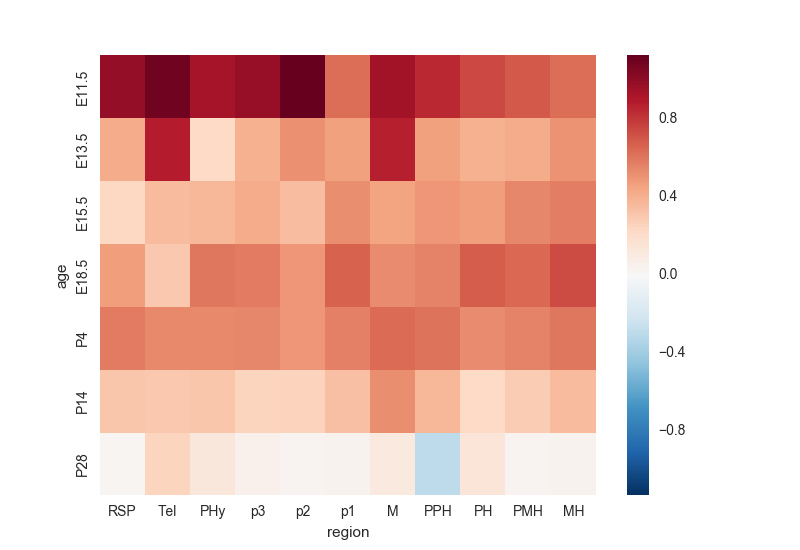 E11.5
E13.5
E15.5
E18.5
P4
P14
P28
age
RSP Tel PHy p3 p2 p1 M PPH PH PMH MH
region
0.8
0.4
0.0
−0.4
−0.8